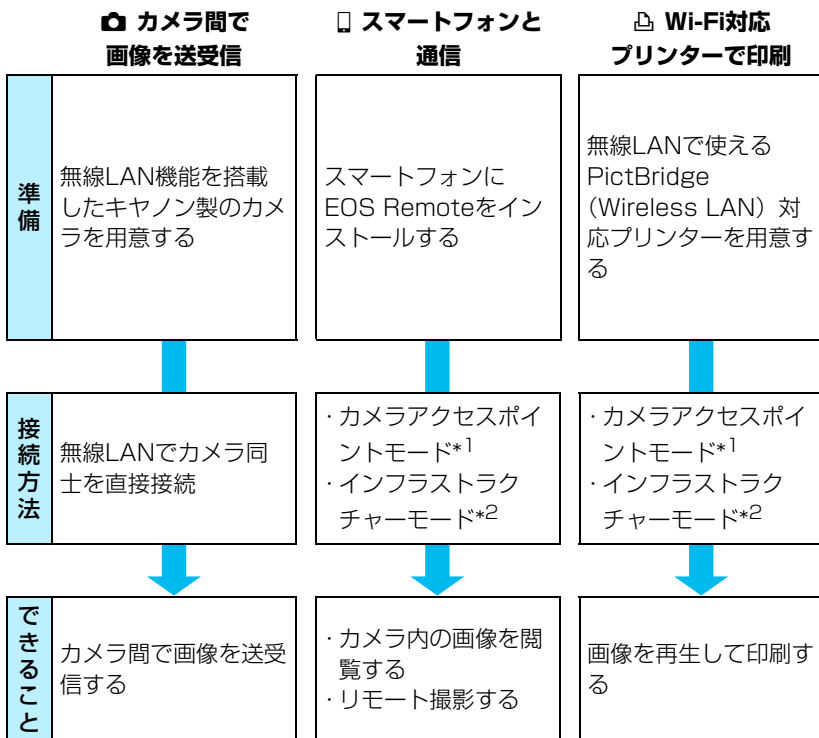 カメラ間で
画像を送受信
スマートフォンと
通信
Wi-Fi対応
プリンターで印刷
準備
無線LAN機能を搭載
したキヤノン製のカメ
ラを用意する
スマートフォンに
EOS Remoteをイン
ストールする
無線LANで使える
PictBridge
（Wireless LAN）対
応プリンターを用意す
る
接続方法
無線LANでカメラ同
士を直接接続
・カメラアクセスポイ
ントモード*1
・インフラストラク
チャーモード*2
・カメラアクセスポイ
ントモード*1
・インフラストラク
チャーモード*2
できること
カメラ間で画像を送受
信する
・カメラ内の画像を閲
覧する
・リモート撮影する
画像を再生して印刷す
る